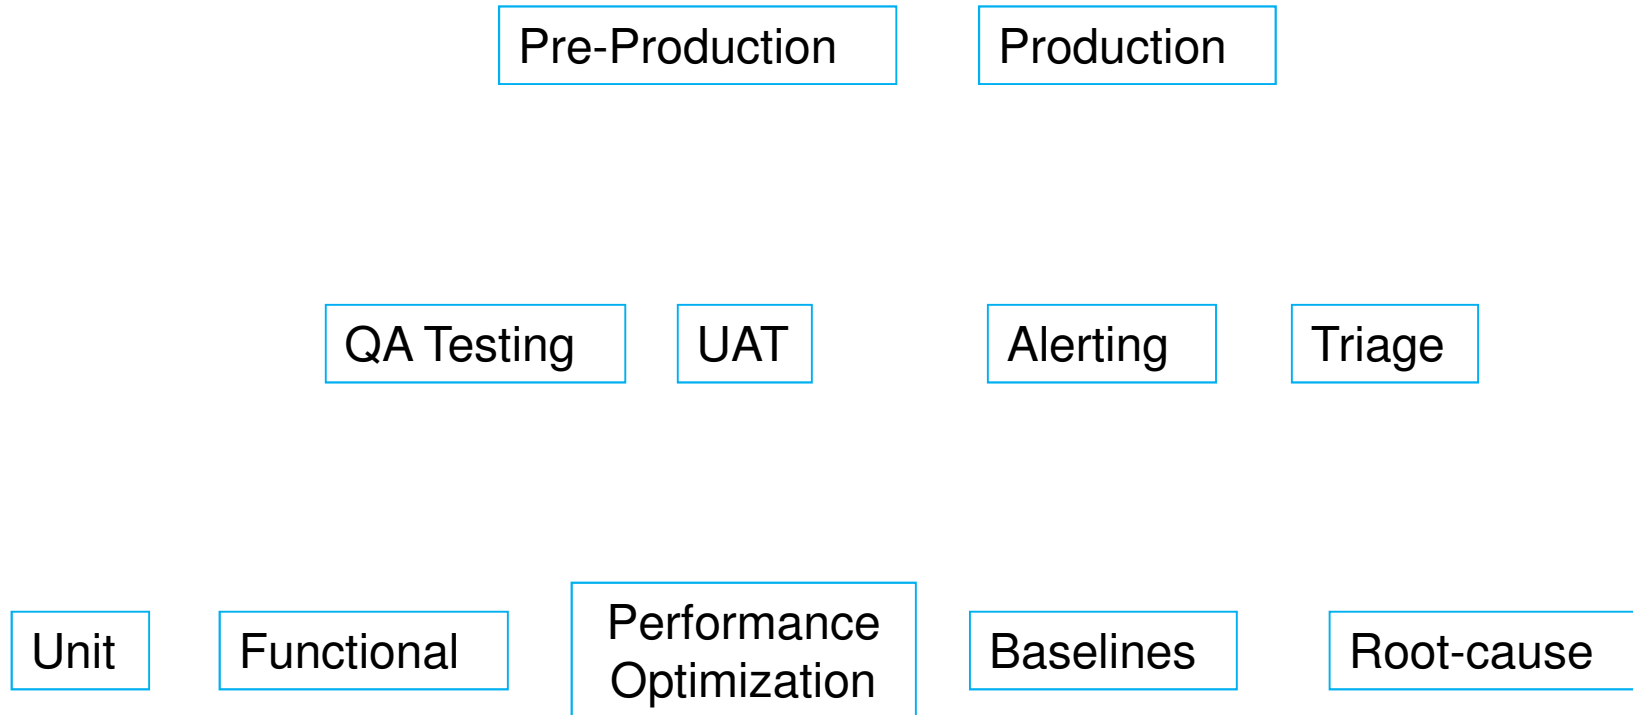 Pre-Production
Production
QA Testing
UAT
Alerting
Triage
Unit
Functional
Performance
Optimization
Baselines
Root-cause